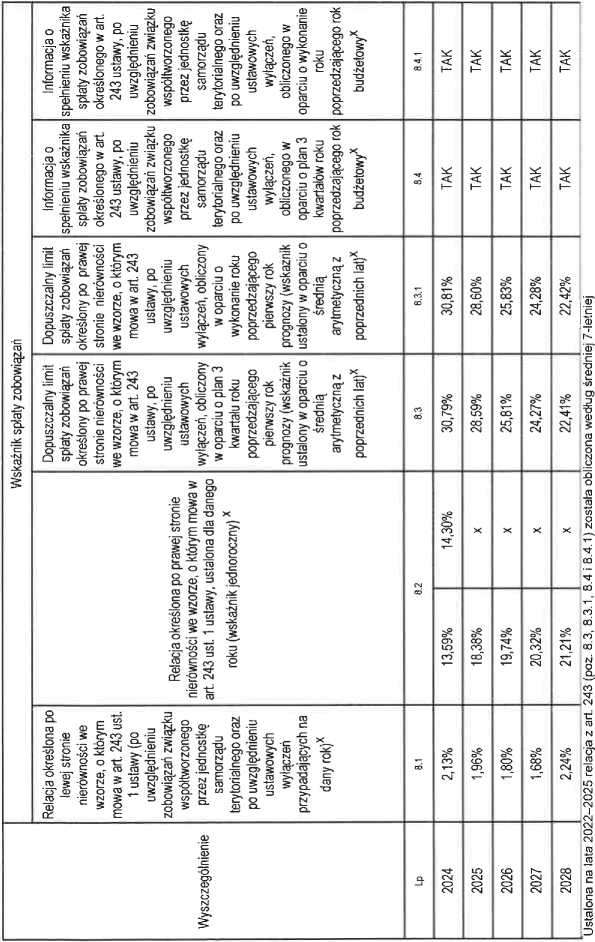 Wyszczególnienie
Wskaźnik spłaty zobowiązań
Relacja określona po
lewej stronie
nierówności we
wzorze, o którym
mowa w art. 243 ust.
1 ustawy (po
uwzględnieniu
zobowiązań związku
współtworzonego
przez jednostkę
samorządu
terytorialnego oraz
po uwzględnieniu
ustawowych
wyłączeń
przypadających na
dany rok)X
Relacja określona po prawej stronie
nierówności we wzorze, o którym mowa w
art. 243 ust. 1 ustawy, ustalona dla danego
roku (wskaźnik jednoroczny) X
Dopuszczalny limit
spłaty zobowiązań
określony po prawej
stronie nierówności
we wzorze, o którym
mowa w art. 243
ustawy, po
uwzględnieniu
ustawowych
wyłączeń, obliczony
w oparciu o plan 3
kwartału roku
poprzedzającego
pierwszy rok
prognozy (wskaźnik
ustalony w oparciu o
średnią
arytmetyczną z
poprzednich lat)X
Dopuszczalny limit
spłaty zobowiązań
określony po prawej
stronie nierówności
we wzorze, o którym
mowa w art. 243
ustawy, po
uwzględnieniu
ustawowych
wyłączeń, obliczony
w oparciu o
wykonanie roku
poprzedzającego
pierwszy rok
prognozy (wskaźnik
ustalony w oparciu o
średnią
arytmetyczną z
poprzednich lat)X
Informacja o
spełnieniu wskaźnika
spłaty zobowiązań
określonego w art.
243 ustawy, po
uwzględnieniu
zobowiązań związku
współtworzonego
przez jednostkę
samorządu
terytorialnego oraz
po uwzględnieniu
ustawowych
wyłączeń,
obliczonego w
oparciu o plan 3
kwartałów roku
poprzedzającego rok
budżetowyX
Informacja o
spełnieniu wskaźnika
spłaty zobowiązań
określonego w art.
243 ustawy, po
uwzględnieniu
zobowiązań związku
współtworzonego
przez jednostkę
samorządu
terytorialnego oraz
po uwzględnieniu
ustawowych
wyłączeń,
obliczonego w
oparciu o wykonanie
roku
poprzedzającego rok
budżetowyX
Lp 8.1 8.2 8.3 8.3.1 8.4 8.4.1
2024 2,13% 13,59% 14,30% 30,79% 30,81% TAK TAK
2025 1,96% 18,38% x 28,59% 28,60% TAK TAK
2026 1,80% 19,74% x 25,81% 25,83% TAK TAK
2027 1,68% 20,32% x 24,27% 24,28% TAK TAK
2028 2,24% 21,21% x 22,41% 22,42% TAK TAK
Ustalona na lata 2022–2025 relacja z art. 243 (poz. 8.3, 8.3.1, 8.4 i 8.4.1) została obliczona według średniej 7-letniej